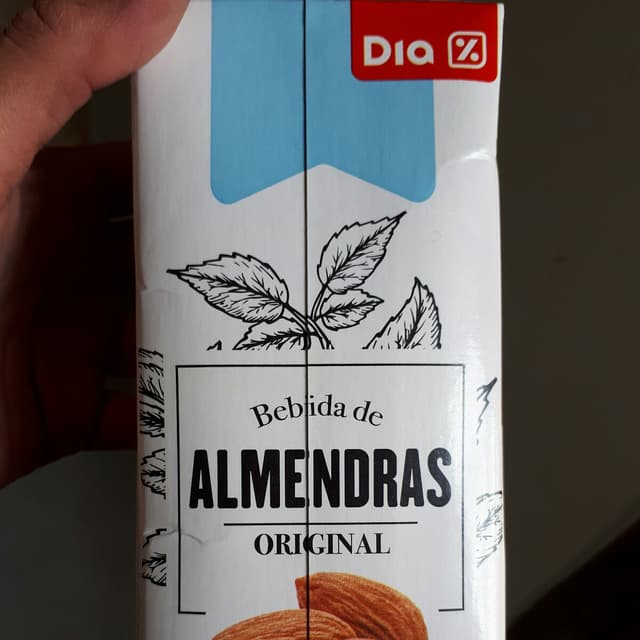 Dia %
Bebida de
ALMENDRAS
ORIGINAL